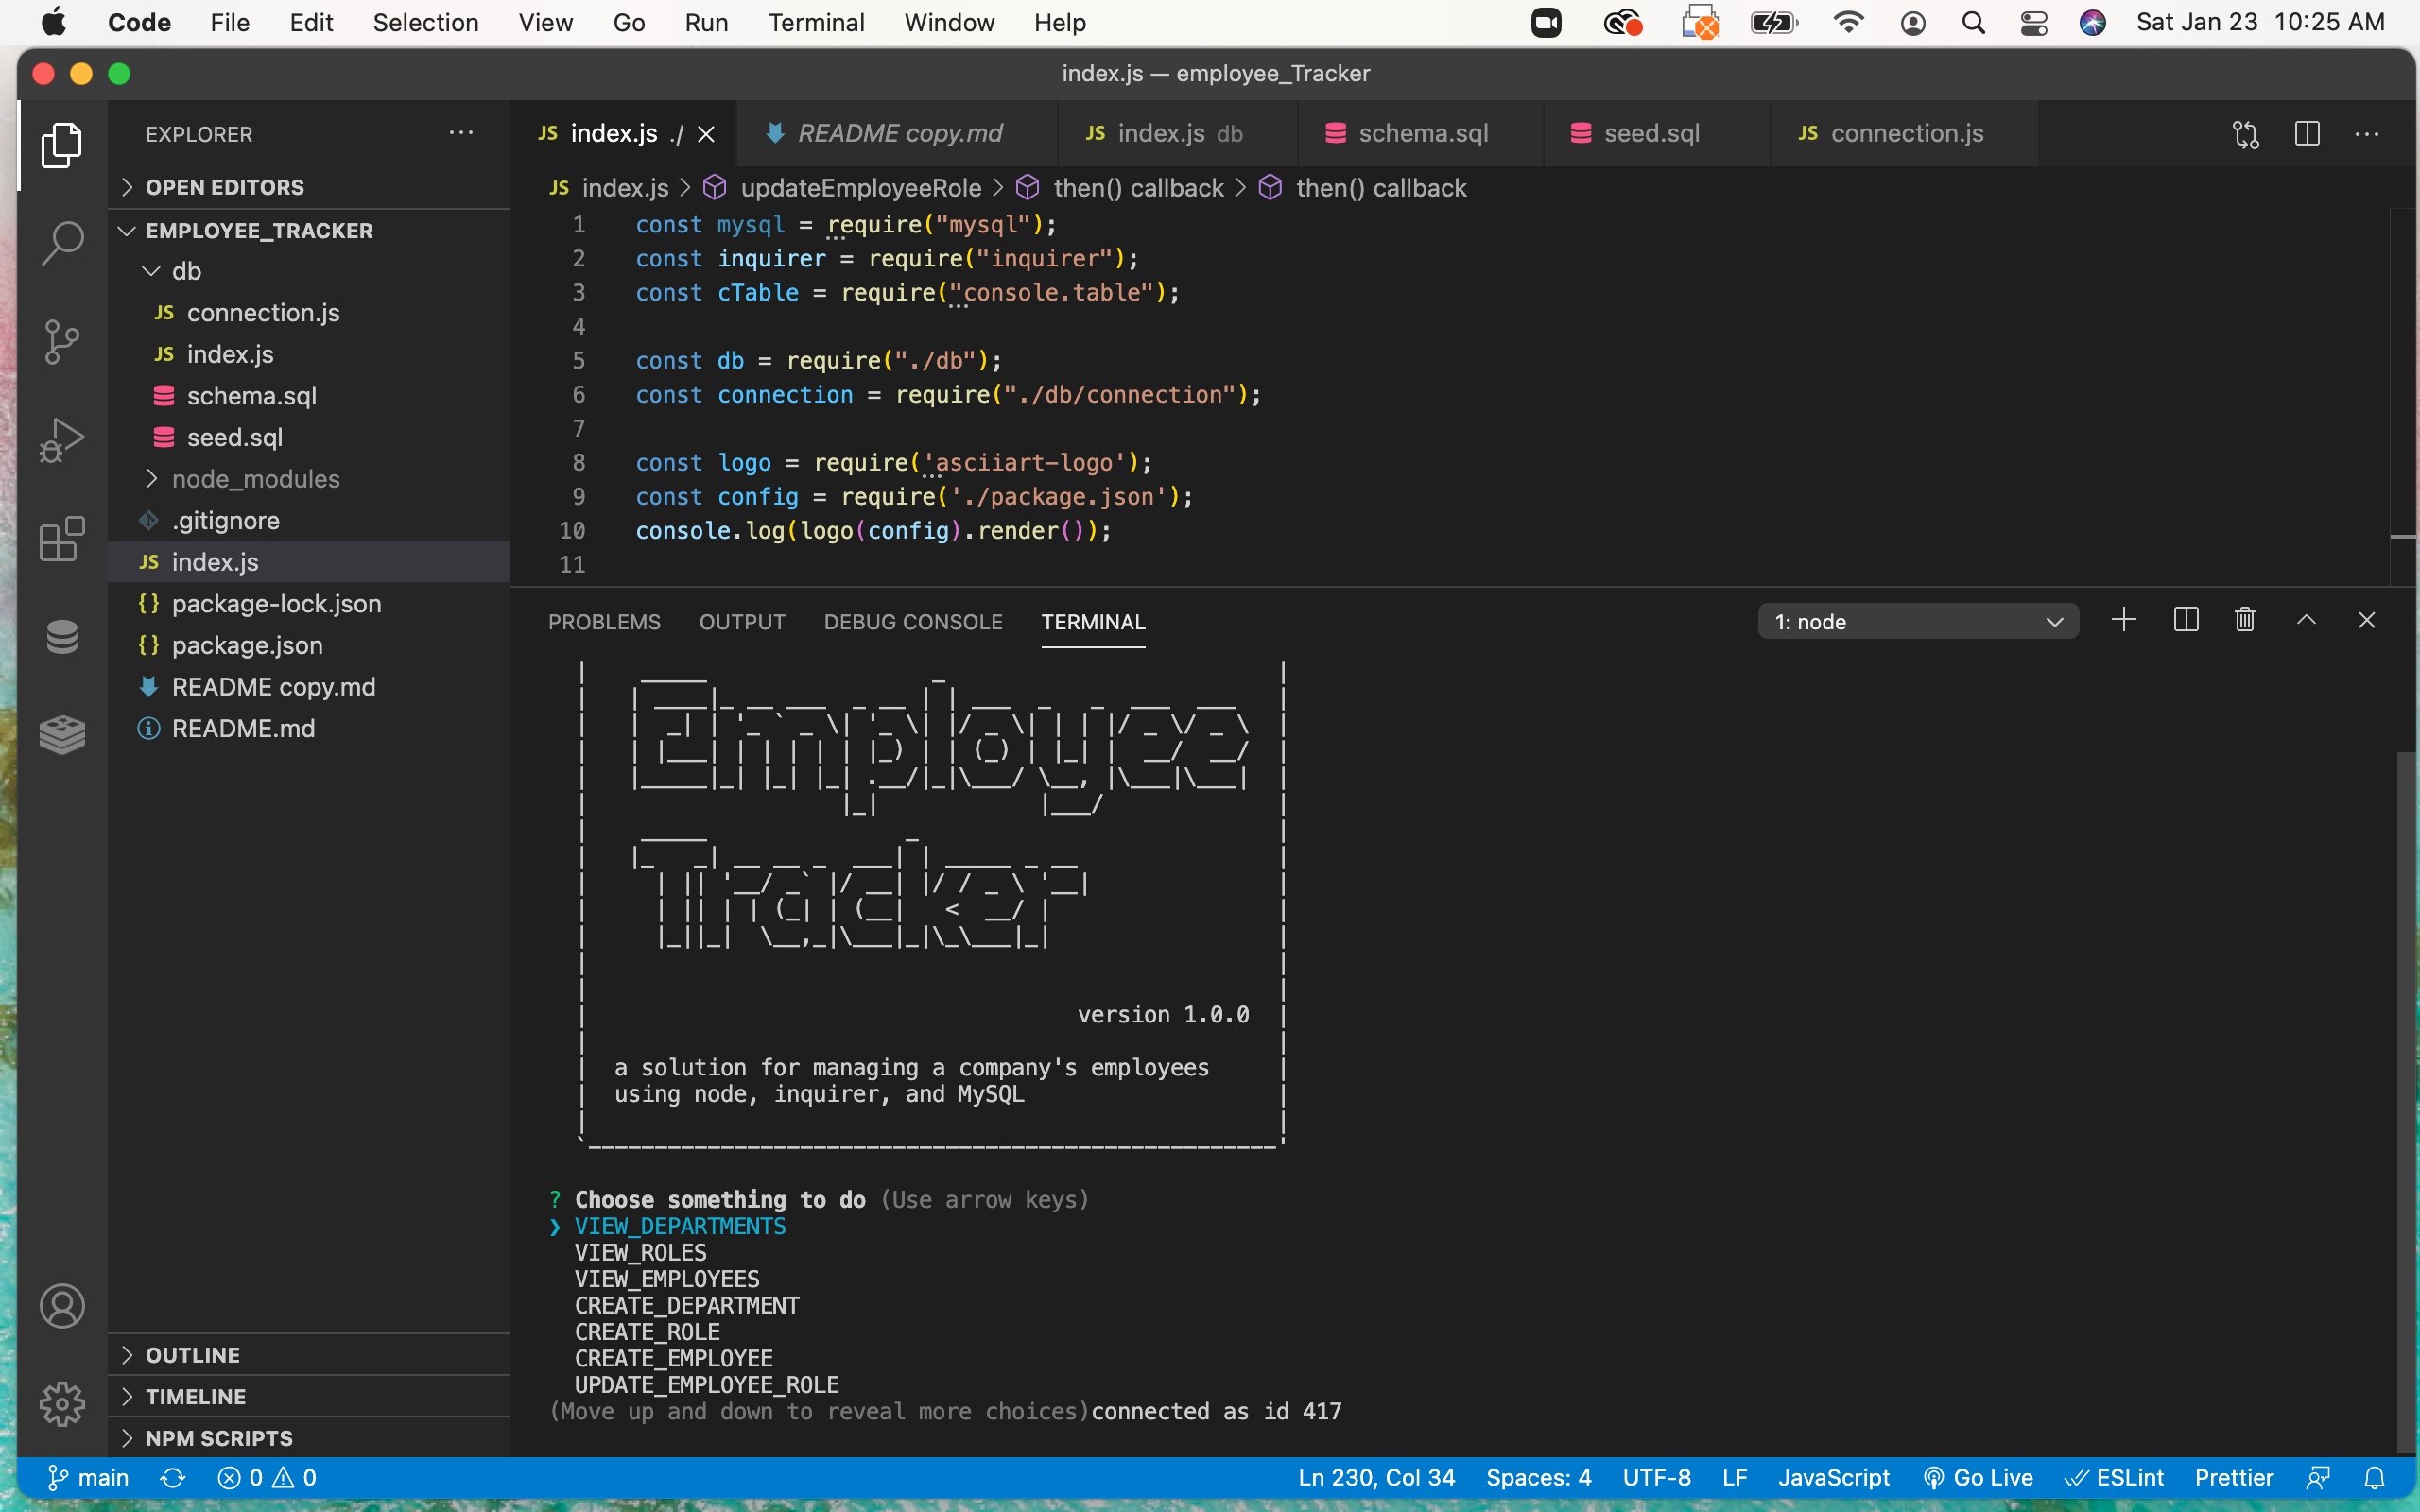 Code File Edit Selection View Go Run Terminal Window Help Sat Jan 23 10:25 AM
index.js — employee_Tracker
EXPLORER
OPEN EDITORS
EMPLOYEE_TRACKER
db
JS connection.js
JS index.js
schema.sql
seed.sql
node_modules
.gitignore
JS index.js
{} package-lock.json
{} package.json
README copy.md
README.md
OUTLINE
TIMELINE
NPM SCRIPTS
JS index.js ./ README copy.md JS index.js db schema.sql seed.sql JS connection.js
JS index.js > updateEmployeeRole > then() callback > then() callback
1 const mysql = require("mysql");
2 const inquirer = require("inquirer");
3 const cTable = require("console.table");
4
5 const db = require("./db");
6 const connection = require("./db/connection");
7
8 const logo = require('asciiart-logo');
9 const config = require('./package.json');
10 console.log(logo(config).render());
11
PROBLEMS OUTPUT DEBUG CONSOLE TERMINAL 1: node
Employee
Tracker
version 1.0.0
a solution for managing a company's employees
using node, inquirer, and MySQL
? Choose something to do (Use arrow keys)
❯ VIEW_DEPARTMENTS
VIEW_ROLES
VIEW_EMPLOYEES
CREATE_DEPARTMENT
CREATE_ROLE
CREATE_EMPLOYEE
UPDATE_EMPLOYEE_ROLE
(Move up and down to reveal more choices)connected as id 417
main 0 0 Ln 230, Col 34 Spaces: 4 UTF-8 LF JavaScript Go Live ESLint Prettier